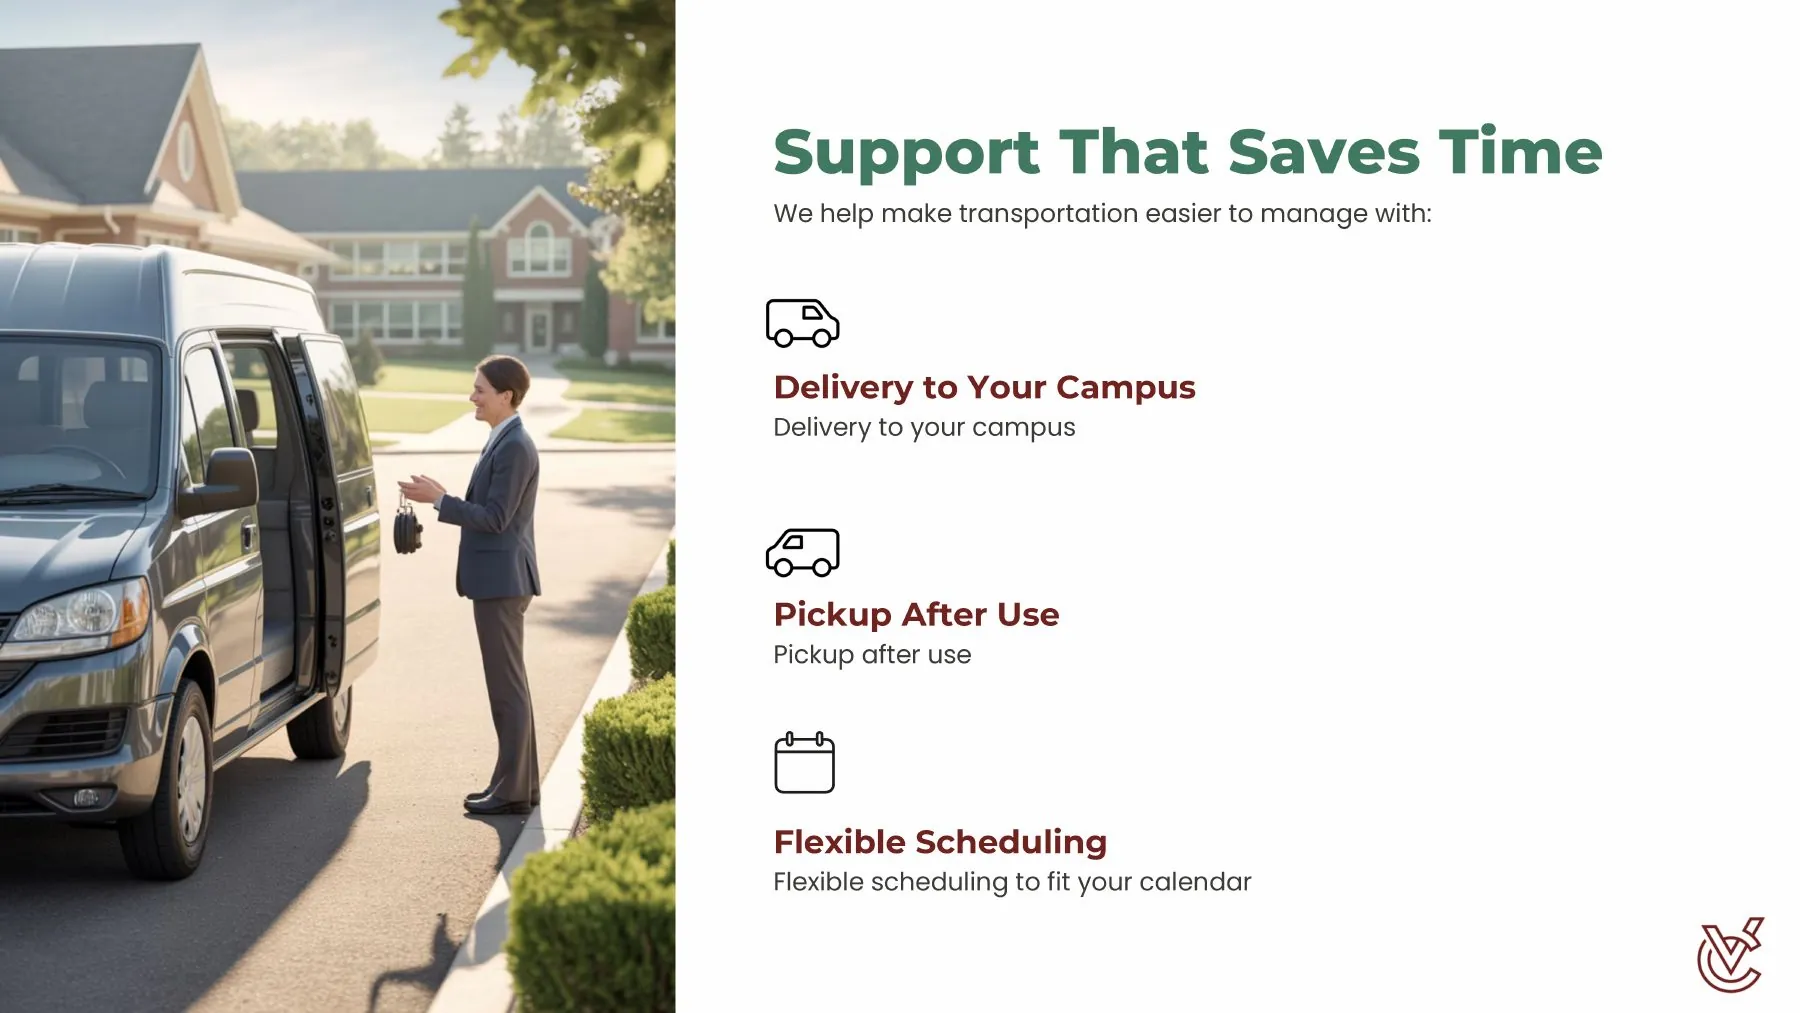 Support That Saves Time
We help make transportation easier to manage with:
Delivery to Your Campus
Delivery to your campus
Pickup After Use
Pickup after use
Flexible Scheduling
Flexible scheduling to fit your calendar